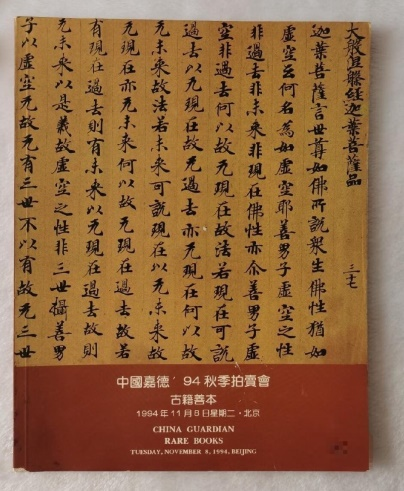 大般涅槃經迦葉菩薩品 三七
迦葉菩薩言世尊如佛所說衆生佛性猶如
虛空云何名為如虛空耶善男子虛空之性
非過去非未來非現在佛性亦尒善男子虛
空非過去何以故无現在故法若現在可說
過去以无現在故无過去亦无現在何以故
无未來故法若未來可說現在以无未來故
无現在亦无未來何以故无現在過去故若
有現在過去則有未來以无現在過去故則
无未來以是義故虛空之性非三世攝善男
子以虛空无故无有三世不以有故无三世
中國嘉德'94秋季拍賣會
古籍善本
1994年11月8日星期二·北京
CHINA GUARDIAN
RARE BOOKS
TUESDAY, NOVEMBER 8, 1994, BEIJING